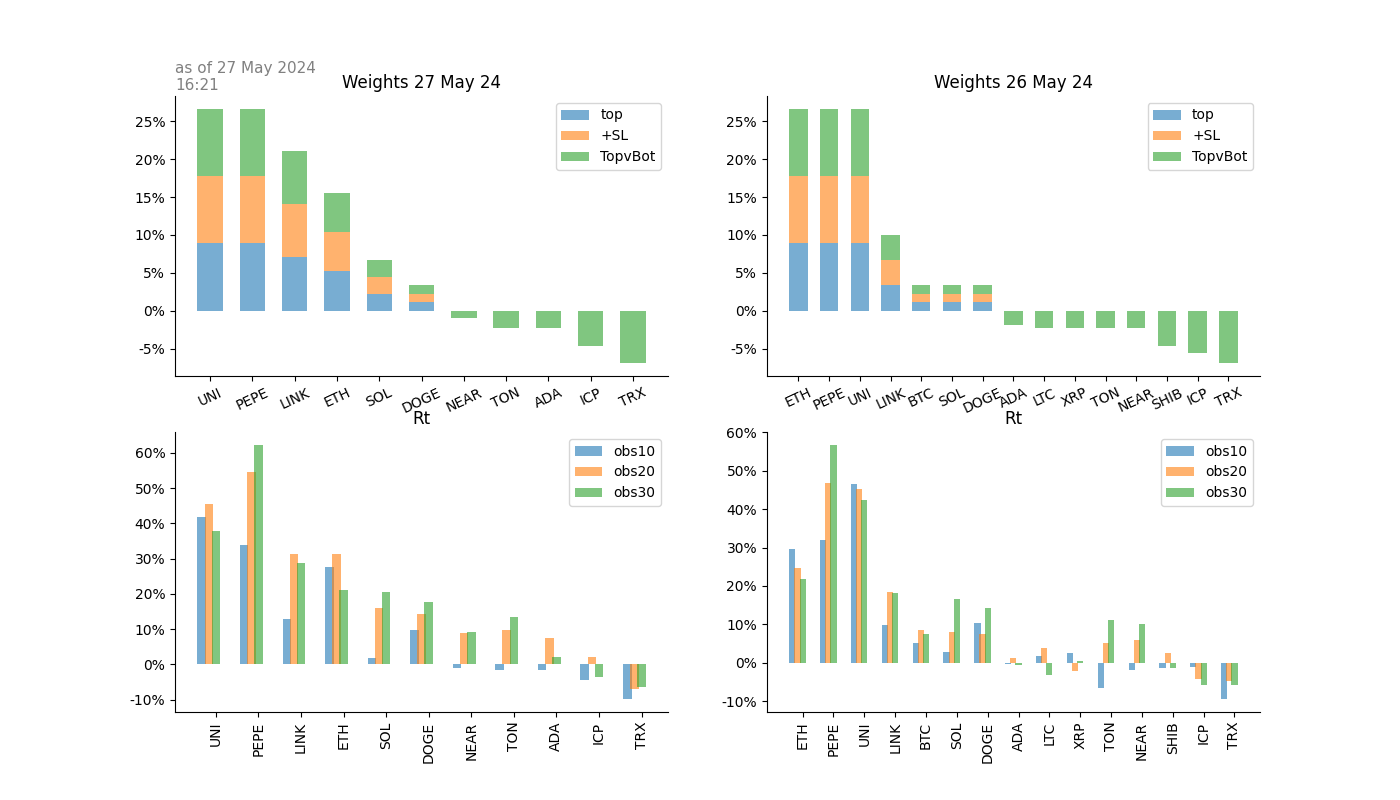 as of 27 May 2024
16:21
Weights 27 May 24
25%
20%
15%
10%
5%
0%
-5%
top
+SL
TopvBot
UNI PEPE LINK ETH SOL DOGE NEAR TON ADA ICP TRX
Weights 26 May 24
25%
20%
15%
10%
5%
0%
-5%
top
+SL
TopvBot
ETH PEPE UNI LINK BTC SOL DOGE ADA LTC XRP TON NEAR SHIB ICP TRX
Rt
60%
50%
40%
30%
20%
10%
0%
-10%
obs10
obs20
obs30
UNI PEPE LINK ETH SOL DOGE NEAR TON ADA ICP TRX
Rt
60%
50%
40%
30%
20%
10%
0%
-10%
obs10
obs20
obs30
ETH PEPE UNI LINK BTC SOL DOGE ADA LTC XRP TON NEAR SHIB ICP TRX